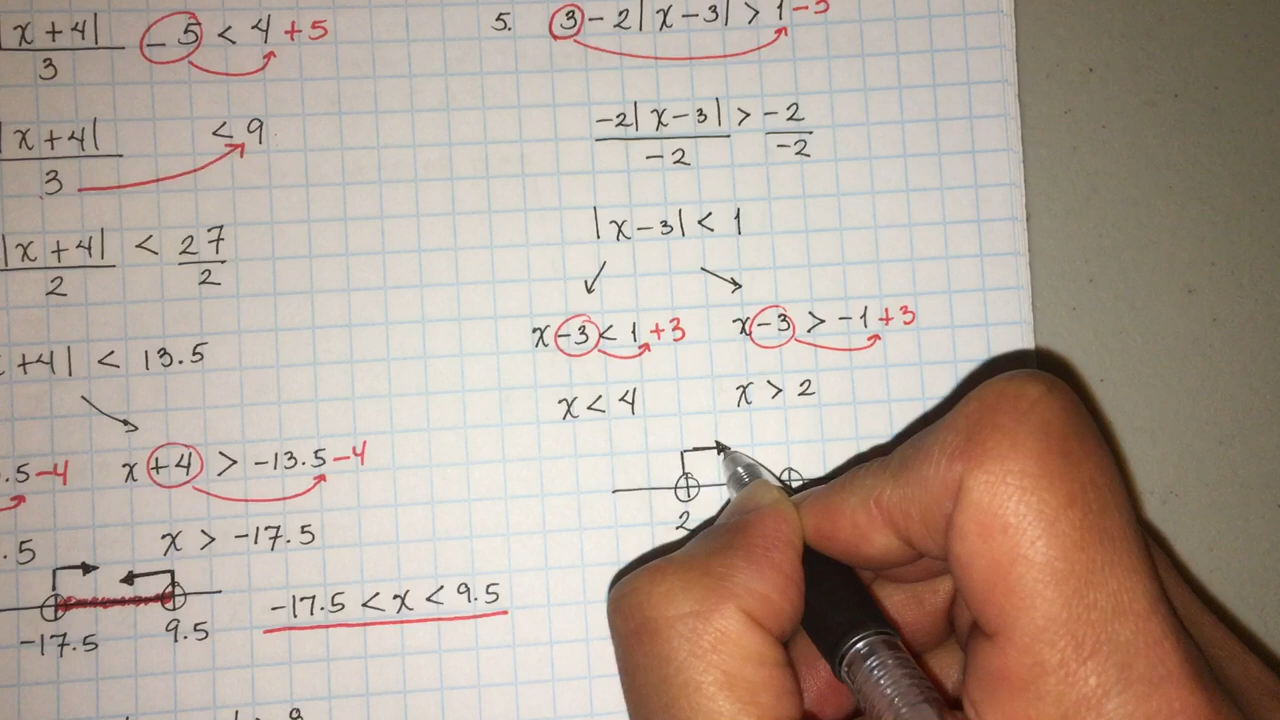 |x+4|/3 -5 < 4+5
|x+4|/3 < 9
|x+4|/2 < 27/2
+4| < 13.5
.5-4
x+4 > -13.5-4
.5
x > -17.5
-17.5 9.5
-17.5 < x < 9.5
5. 3-2|x-3| > 1-3
-2|x-3|/-2 > -2/-2
|x-3| < 1
x-3 < 1+3
x-3 > -1+3
x < 4
x > 2
2